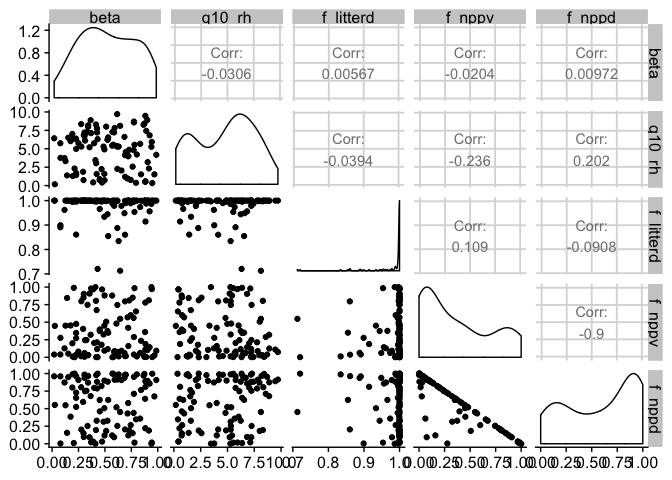 beta q10_rh f_litterd f_nppv f_nppd
1.2
0.8
0.4
0.0
Corr:
-0.0306
Corr:
0.00567
Corr:
-0.0204
Corr:
0.00972
beta
10.0
7.5
5.0
2.5
0.0
Corr:
-0.0394
Corr:
-0.236
Corr:
0.202
q10_rh
1.0
0.9
0.8
0.7
Corr:
0.109
Corr:
-0.0908
f_litterd
1.00
0.75
0.50
0.25
0.00
Corr:
-0.9
f_nppv
1.00
0.75
0.50
0.25
0.00
f_nppd
0.00 0.25 0.50 0.75 1.00
0.0 2.5 5.0 7.5 10.0
0.7 0.8 0.9 1.0
0.00 0.25 0.50 0.75 1.00
0.00 0.25 0.50 0.75 1.00